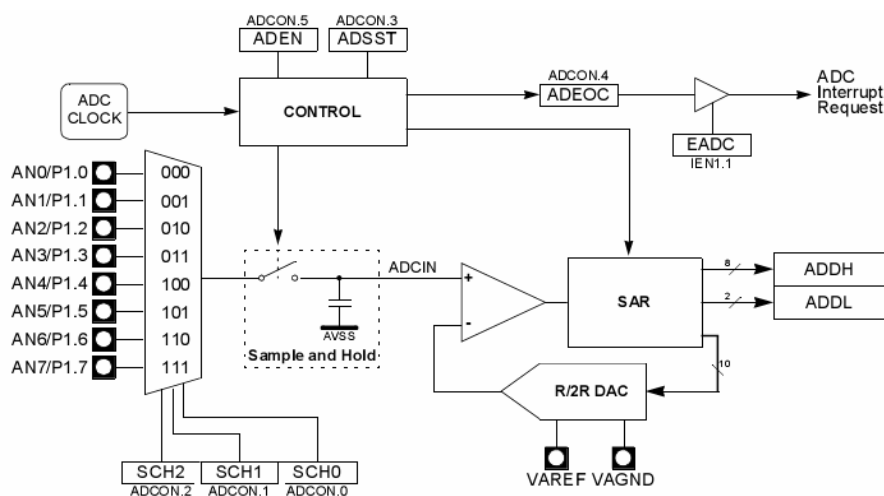 ADCON.5
ADCON.3
ADEN
ADSST
ADCON.4
ADC
CLOCK
CONTROL
ADEOC
ADC
Interrupt
Request
EADC
IEN1.1
AN0/P1.0
000
AN1/P1.1
001
AN2/P1.2
010
AN3/P1.3
011
AN4/P1.4
100
AN5/P1.5
101
AN6/P1.6
110
AN7/P1.7
111
ADCIN
+
-
AVSS
Sample and Hold
SAR
8
ADDH
2
ADDL
10
R/2R DAC
VAREF
VAGND
SCH2
SCH1
SCH0
ADCON.2
ADCON.1
ADCON.0